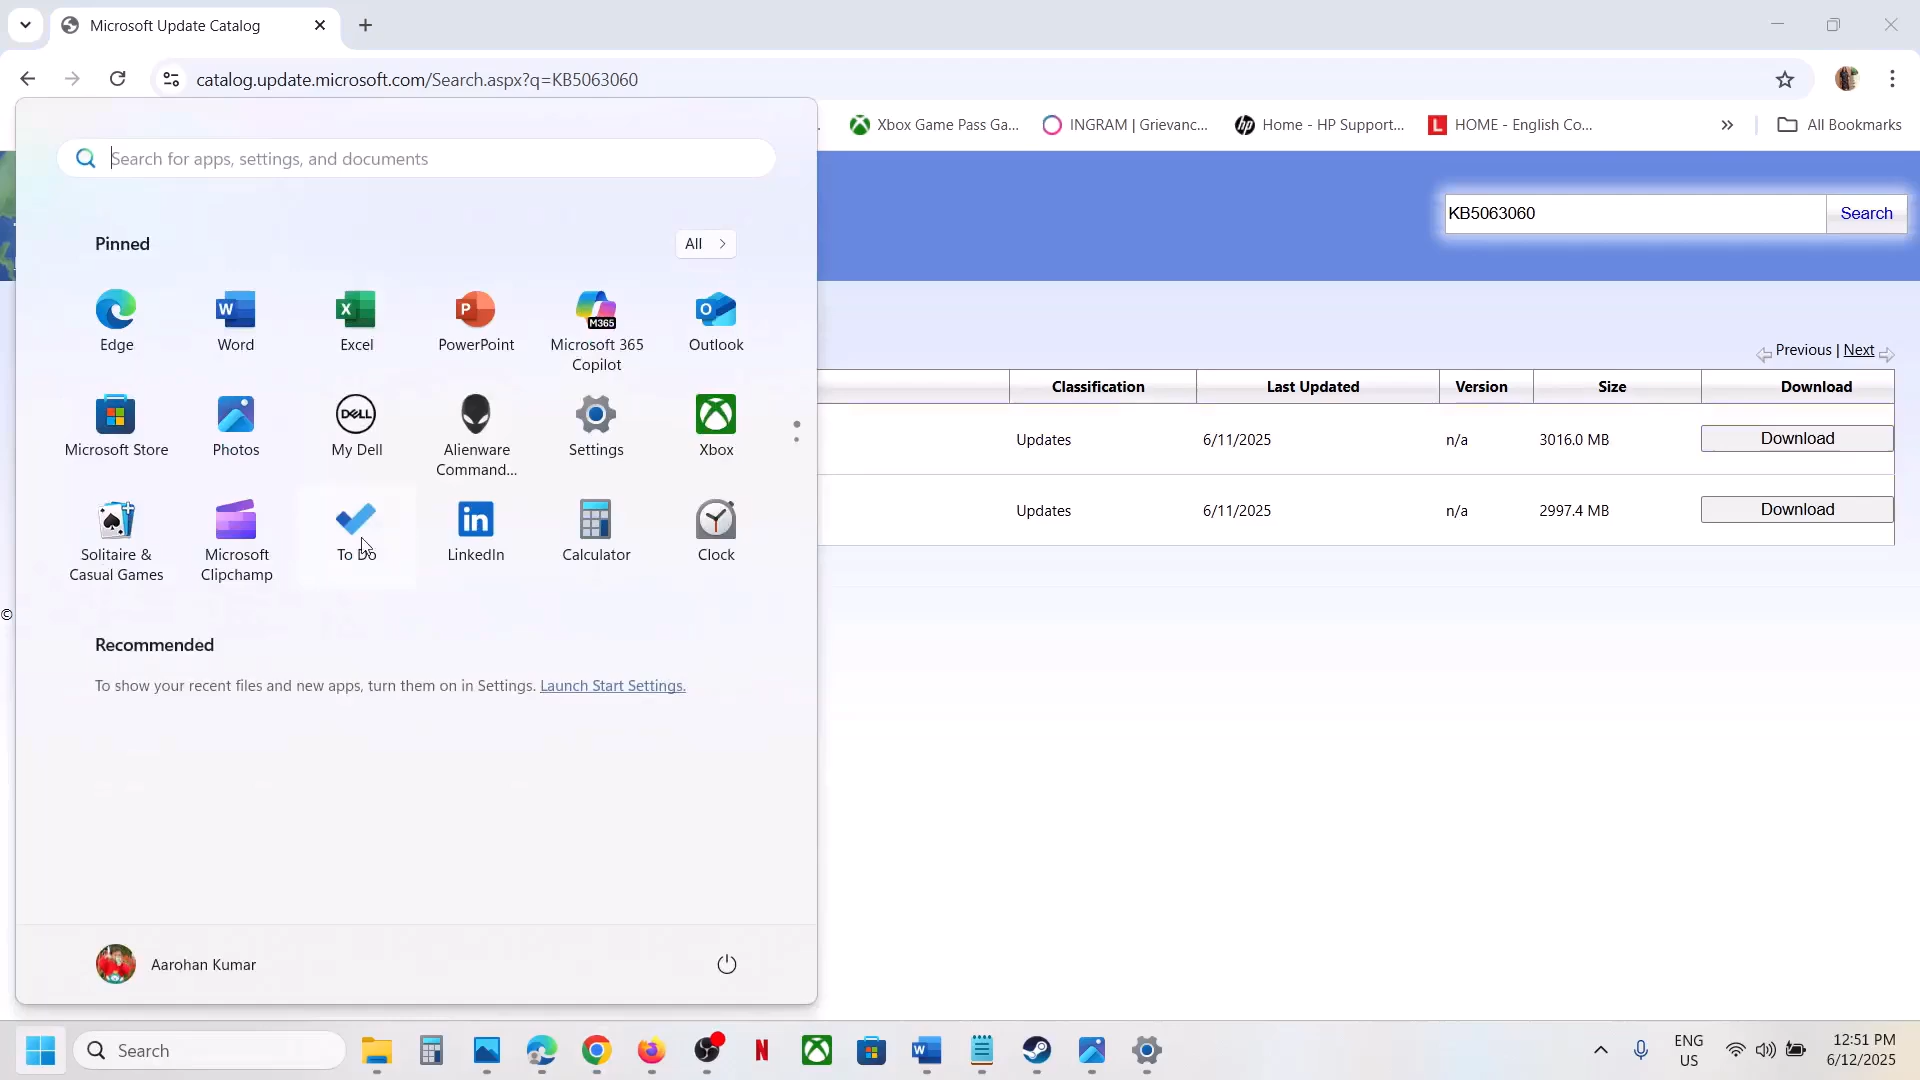 Microsoft Update Catalog
catalog.update.microsoft.com/Search.aspx?q=KB5063060
Xbox Game Pass Ga...
INGRAM | Grievanc...
Home - HP Support...
HOME - English Co...
All Bookmarks
Search for apps, settings, and documents
KB5063060
Search
Pinned
All
Edge
Word
Excel
PowerPoint
Microsoft 365
Copilot
M365
Outlook
Previous | Next
Classification
Last Updated
Version
Size
Download
Microsoft Store
Photos
DELL
My Dell
Alienware
Command...
Settings
Xbox
Updates
6/11/2025
n/a
3016.0 MB
Download
Solitaire &
Casual Games
Microsoft
Clipchamp
To Do
LinkedIn
Calculator
Clock
Updates
6/11/2025
n/a
2997.4 MB
Download
©
Recommended
To show your recent files and new apps, turn them on in Settings. Launch Start Settings.
Aarohan Kumar
Search
ENG
US
12:51 PM
6/12/2025